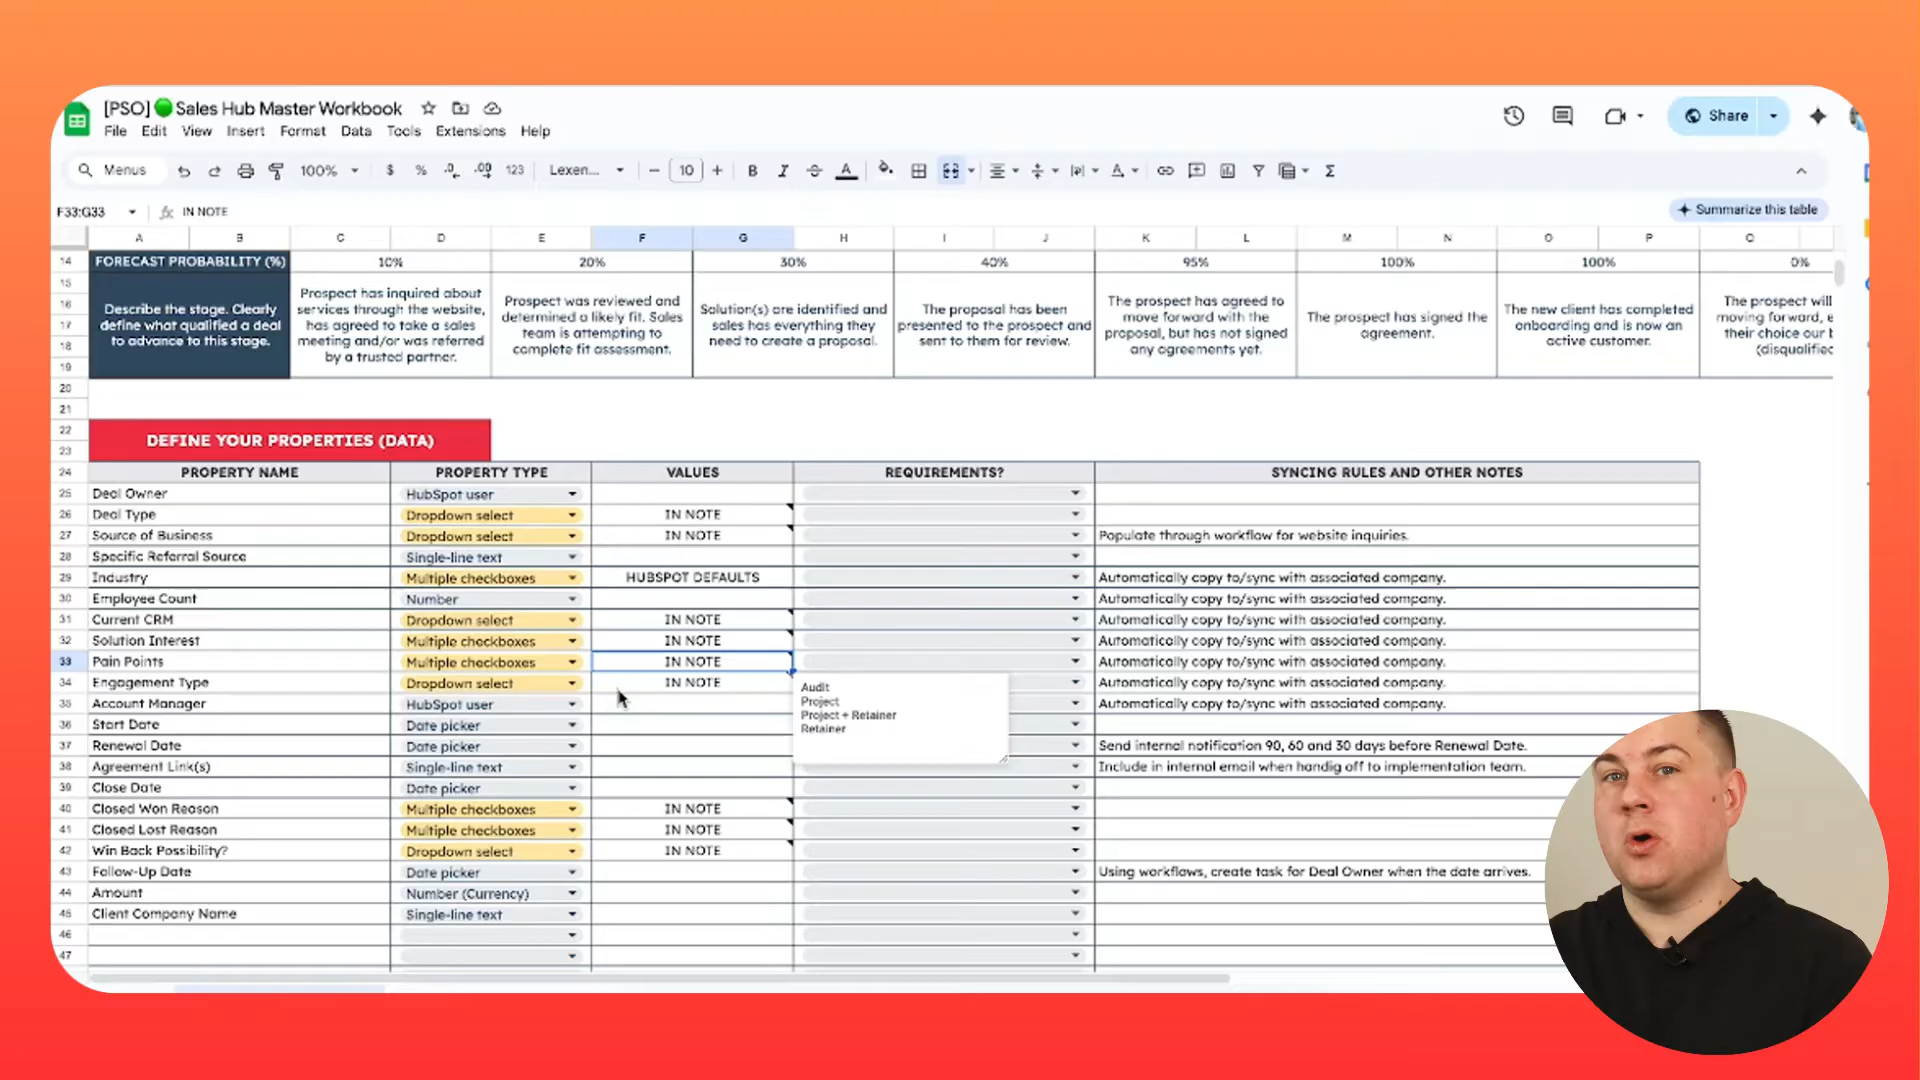 [PSO] Sales Hub Master Workbook
File Edit View Insert Format Data Tools Extensions Help
Share
Menus 100% $ % .0 .00 123 Lexen... − 10 + B I S A Σ
F33:G33 fx IN NOTE
Summarize this table
A B C D E F G H I J K L M N O P Q
14 FORECAST PROBABILITY (%) 10% 20% 30% 40% 95% 100% 100% 0%
15
16
17
18
19
Describe the stage. Clearly
define what qualified a deal
to advance to this stage.
Prospect has inquired about
services through the website,
has agreed to take a sales
meeting and/or was referred
by a trusted partner.
Prospect was reviewed and
determined a likely fit. Sales
team is attempting to
complete fit assessment.
Solution(s) are identified and
sales has everything they
need to create a proposal.
The proposal has been
presented to the prospect and
sent to them for review.
The prospect has agreed to
move forward with the
proposal, but has not signed
any agreements yet.
The prospect has signed the
agreement.
The new client has completed
onboarding and is now an
active customer.
The prospect will
moving forward, e
their choice our b
(disqualified
20
21
22
23
DEFINE YOUR PROPERTIES (DATA)
24 PROPERTY NAME PROPERTY TYPE VALUES REQUIREMENTS? SYNCING RULES AND OTHER NOTES
25 Deal Owner HubSpot user
26 Deal Type Dropdown select IN NOTE
27 Source of Business Dropdown select IN NOTE Populate through workflow for website inquiries.
28 Specific Referral Source Single-line text
29 Industry Multiple checkboxes HUBSPOT DEFAULTS Automatically copy to/sync with associated company.
30 Employee Count Number Automatically copy to/sync with associated company.
31 Current CRM Dropdown select IN NOTE Automatically copy to/sync with associated company.
32 Solution Interest Multiple checkboxes IN NOTE Automatically copy to/sync with associated company.
33 Pain Points Multiple checkboxes IN NOTE Automatically copy to/sync with associated company.
34 Engagement Type Dropdown select IN NOTE Automatically copy to/sync with associated company.
35 Account Manager HubSpot user Automatically copy to/sync with associated company.
36 Start Date Date picker
37 Renewal Date Date picker Send internal notification 90, 60 and 30 days before Renewal Date.
38 Agreement Link(s) Single-line text Include in internal email when handig off to implementation team.
39 Close Date Date picker
40 Closed Won Reason Multiple checkboxes IN NOTE
41 Closed Lost Reason Multiple checkboxes IN NOTE
42 Win Back Possibility? Dropdown select IN NOTE
43 Follow-Up Date Date picker Using workflows, create task for Deal Owner when the date arrives.
44 Amount Number (Currency)
45 Client Company Name Single-line text
46
47
Audit
Project
Project + Retainer
Retainer